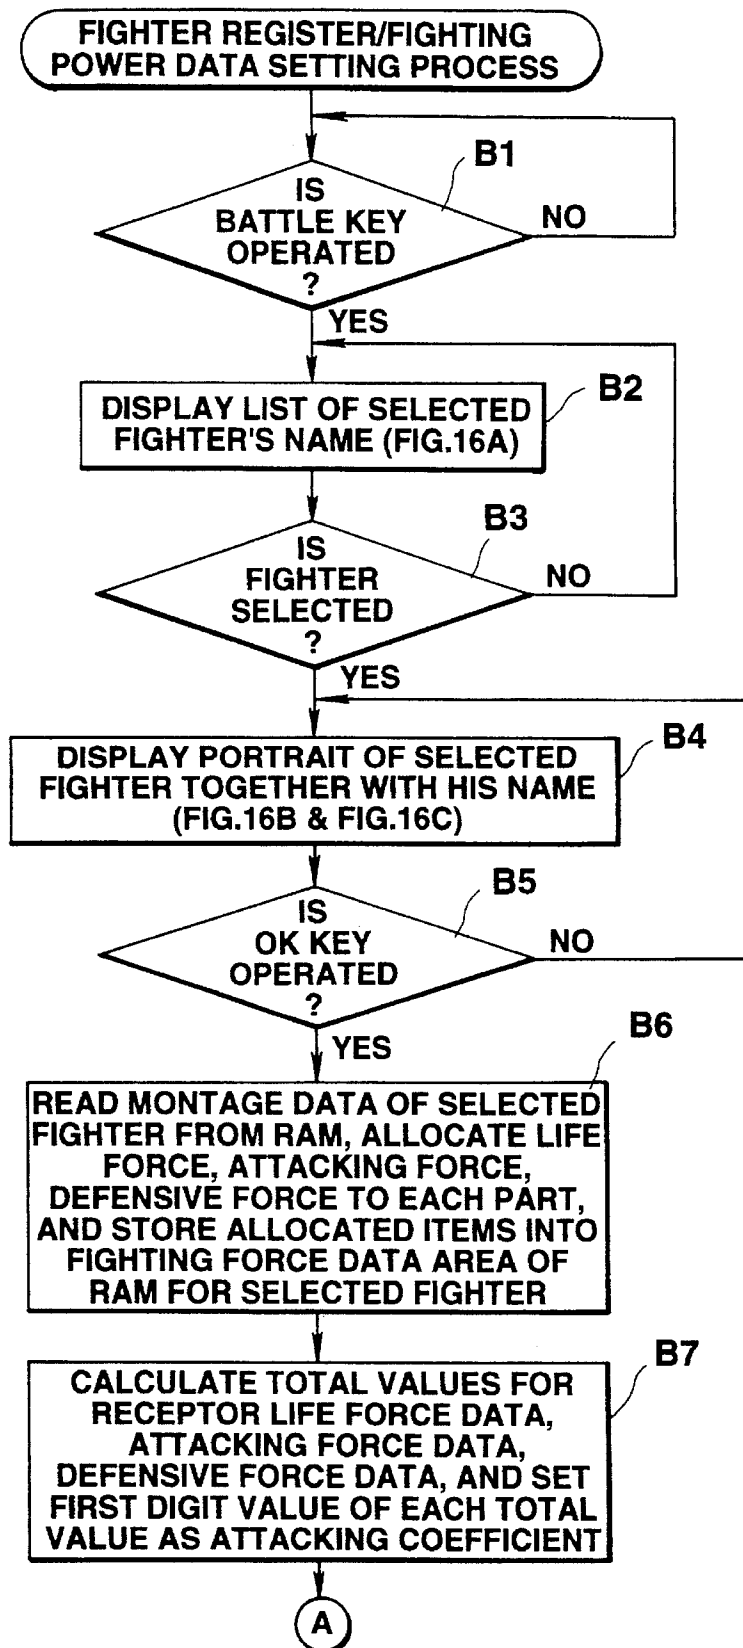 FIGHTER REGISTER/FIGHTING
POWER DATA SETTING PROCESS
B1
IS
BATTLE KEY
OPERATED
?
NO
YES
B2
DISPLAY LIST OF SELECTED
FIGHTER'S NAME (FIG.16A)
B3
IS
FIGHTER
SELECTED
?
NO
YES
B4
DISPLAY PORTRAIT OF SELECTED
FIGHTER TOGETHER WITH HIS NAME
(FIG.16B & FIG.16C)
B5
IS
OK KEY
OPERATED
?
NO
YES
B6
READ MONTAGE DATA OF SELECTED
FIGHTER FROM RAM, ALLOCATE LIFE
FORCE, ATTACKING FORCE,
DEFENSIVE FORCE TO EACH PART,
AND STORE ALLOCATED ITEMS INTO
FIGHTING FORCE DATA AREA OF
RAM FOR SELECTED FIGHTER
B7
CALCULATE TOTAL VALUES FOR
RECEPTOR LIFE FORCE DATA,
ATTACKING FORCE DATA,
DEFENSIVE FORCE DATA, AND SET
FIRST DIGIT VALUE OF EACH TOTAL
VALUE AS ATTACKING COEFFICIENT
A